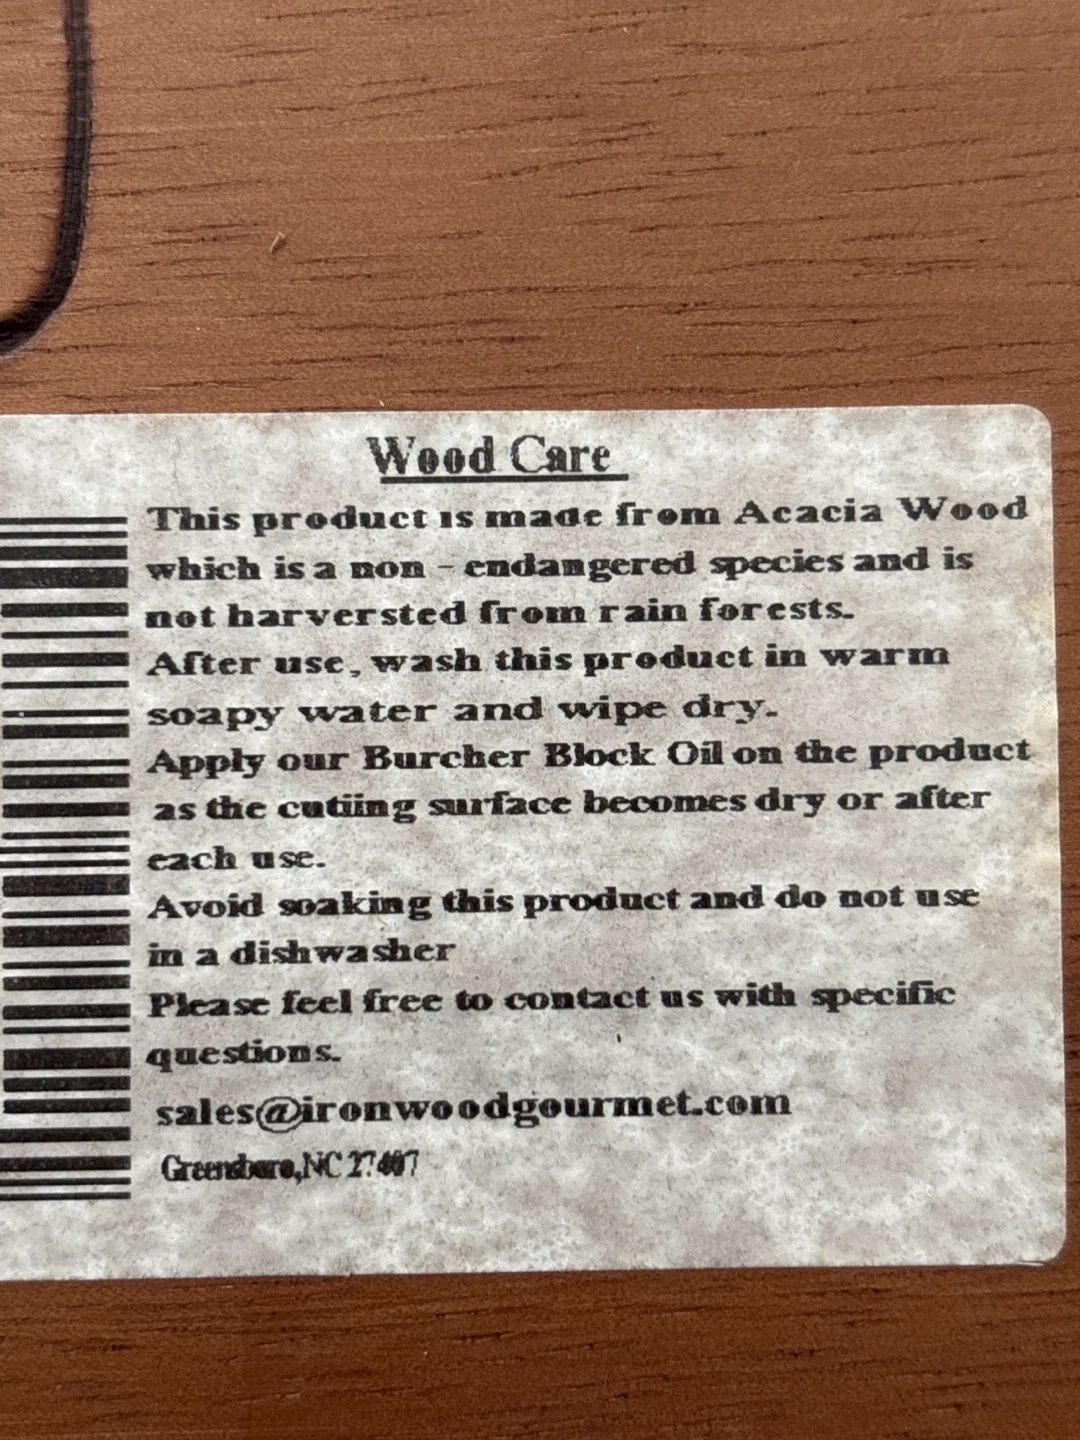 Wood Care
This product is made from Acacia Wood
which is a non - endangered species and is
not harversted from rain forests.
After use, wash this product in warm
soapy water and wipe dry.
Apply our Burcher Block Oil on the product
as the cutiing surface becomes dry or after
each use.
Avoid soaking this product and do not use
in a dishwasher
Please feel free to contact us with specific
questions.
sales@ironwoodgourmet.com
Greensboro,NC 27407